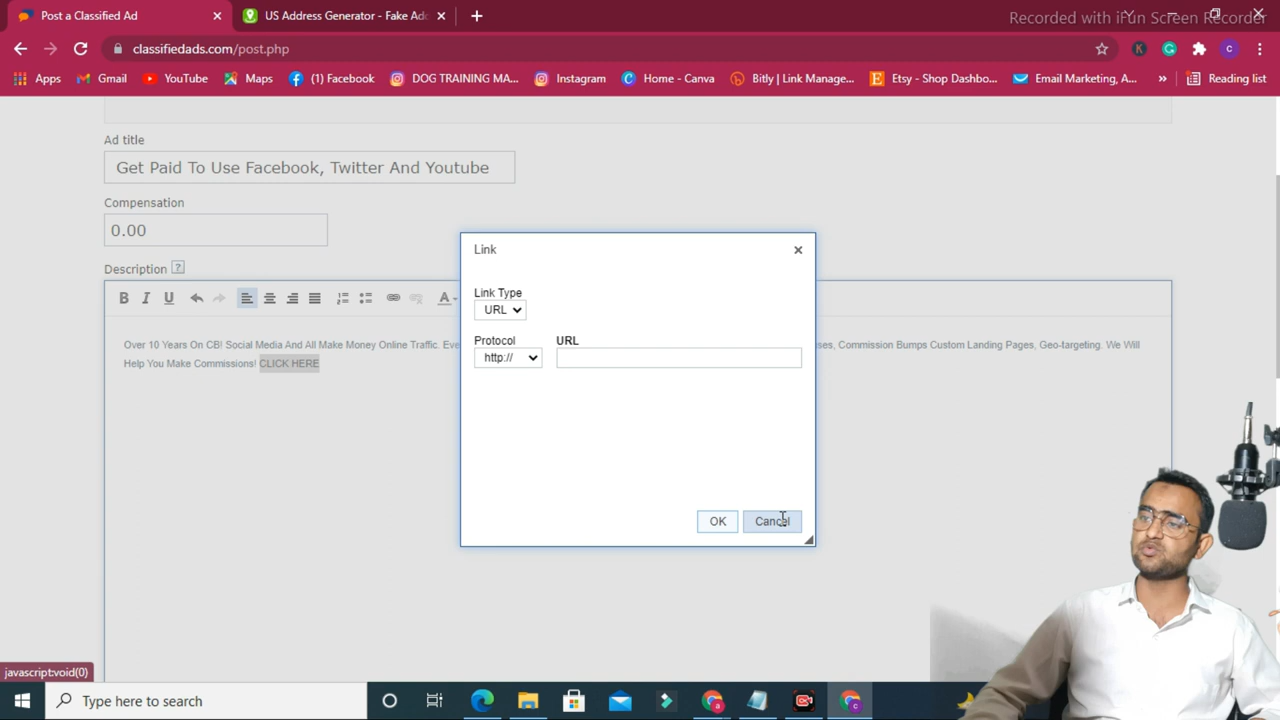 Post a Classified Ad
US Address Generator - Fake Add
Recorded with iFun Screen Recorder
classifiedads.com/post.php
K
c
Apps
Gmail
YouTube
Maps
(1) Facebook
DOG TRAINING MA...
Instagram
Home - Canva
Bitly | Link Manage...
Etsy - Shop Dashbo...
Email Marketing, A...
»
Reading list
Ad title
Get Paid To Use Facebook, Twitter And Youtube
Compensation
0.00
Description ?
B I U A
Over 10 Years On CB! Social Media And All Make Money Online Traffic. Eve
ses, Commission Bumps Custom Landing Pages, Geo-targeting. We Will
Help You Make Commissions! CLICK HERE
Link
Link Type
URL
Protocol
URL
http://
OK
Cancel
javascript:void(0)
Type here to search